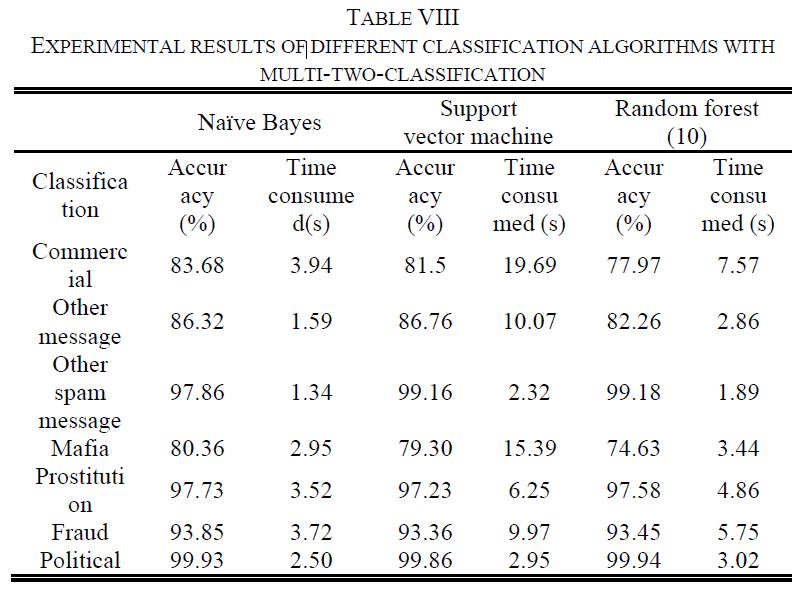 TABLE VIII
EXPERIMENTAL RESULTS OF DIFFERENT CLASSIFICATION ALGORITHMS WITH
MULTI-TWO-CLASSIFICATION
Naïve Bayes Support vector machine Random forest (10)
Classification Accuracy (%) Time consumed(s) Accuracy (%) Time consumed (s) Accuracy (%) Time consumed (s)
Commercial 83.68 3.94 81.5 19.69 77.97 7.57
Other message 86.32 1.59 86.76 10.07 82.26 2.86
Other spam message 97.86 1.34 99.16 2.32 99.18 1.89
Mafia 80.36 2.95 79.30 15.39 74.63 3.44
Prostitution 97.73 3.52 97.23 6.25 97.58 4.86
Fraud 93.85 3.72 93.36 9.97 93.45 5.75
Political 99.93 2.50 99.86 2.95 99.94 3.02